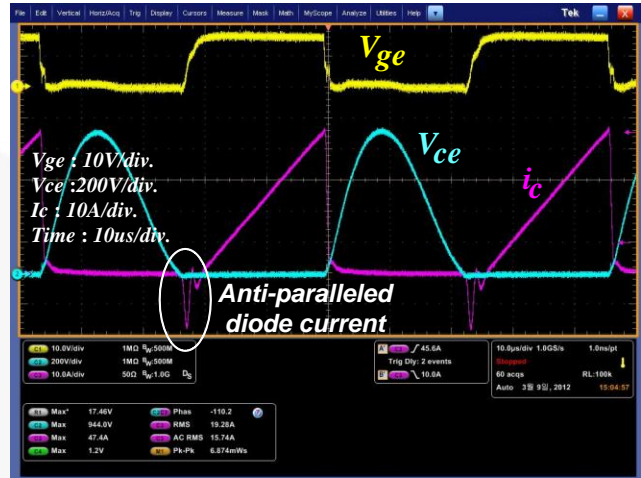 File Edit Vertical Horiz/Acq Trig Display Cursors Measure Mask Math MyScope Analyze Utilities Help Tek X
Vge
Vce
ic
Vge : 10V/div.
Vce :200V/div.
Ic : 10A/div.
Time : 10us/div.
Anti-paralleled
diode current
C1 10.0V/div 1MΩ BW:500M
200V/div 1MΩ BW:500M
10.0A/div 50Ω BW:1.0G
A' 45.6A
Trig Dly: 2 events
B' 10.0A
10.0µs/div 1.0GS/s 1.0ns/pt
Stopped
60 acqs RL:100k
Auto 3월 9일, 2012 15:04:57
Max* 17.46V
Max 944.0V
Max 47.4A
Max 1.2V
Phas -110.2
RMS 19.28A
AC RMS 15.74A
Pk-Pk 6.874mWs